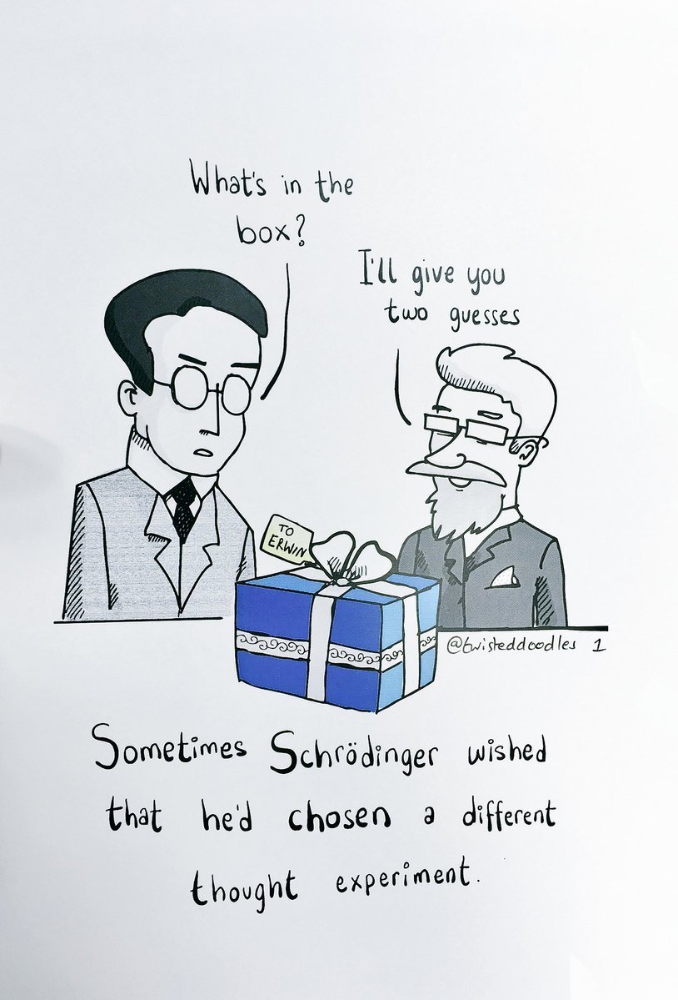 What's in the
box?
I'll give you
two guesses
TO
ERWIN
@twisteddoodles 1
Sometimes Schrödinger wished
that he'd chosen a different
thought experiment.